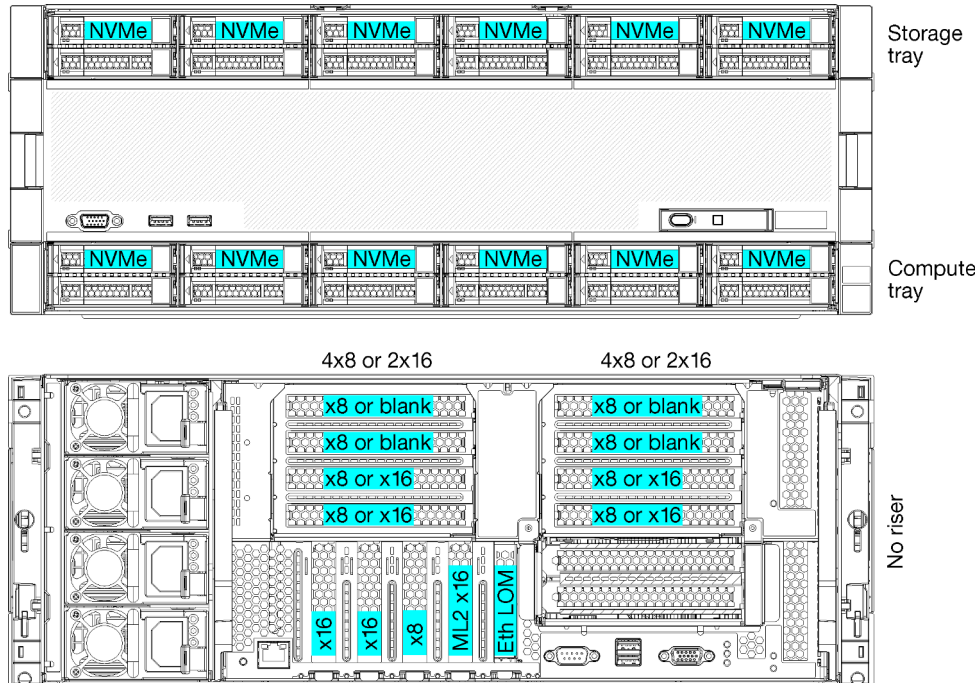 NVMe NVMe NVMe NVMe NVMe NVMe
Storage
tray
NVMe NVMe NVMe NVMe NVMe NVMe
Compute
tray
4x8 or 2x16 4x8 or 2x16
x8 or blank x8 or blank
x8 or blank x8 or blank
x8 or x16 x8 or x16
x8 or x16 x8 or x16
x16
x16
x8
ML2 x16
Eth LOM
No riser